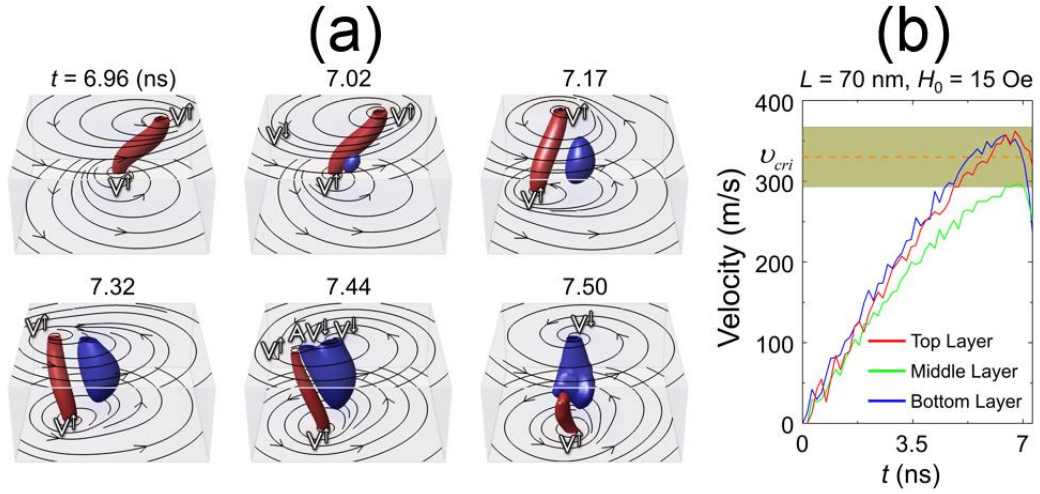 (a)
t = 6.96 (ns) 7.02 7.17
V↑ V↓ V↑ V↑
V↑ V↑ V↑
7.32 7.44 7.50
V↑ V↑ AV↓ V↓ V↓
V↑ V↑ V↑
(b)
L = 70 nm, H₀ = 15 Oe
400
υcri
300
200
100
0
Velocity (m/s)
Top Layer
Middle Layer
Bottom Layer
0 3.5 7
t (ns)